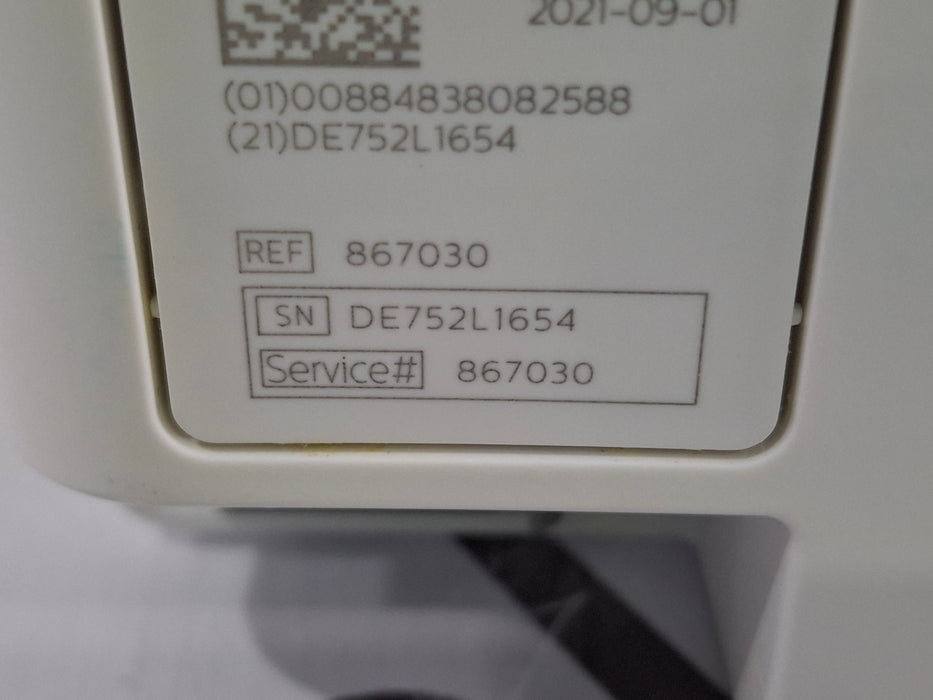 2021-09-01
(01)00884838082588
(21)DE752L1654
REF 867030
SN DE752L1654
Service# 867030